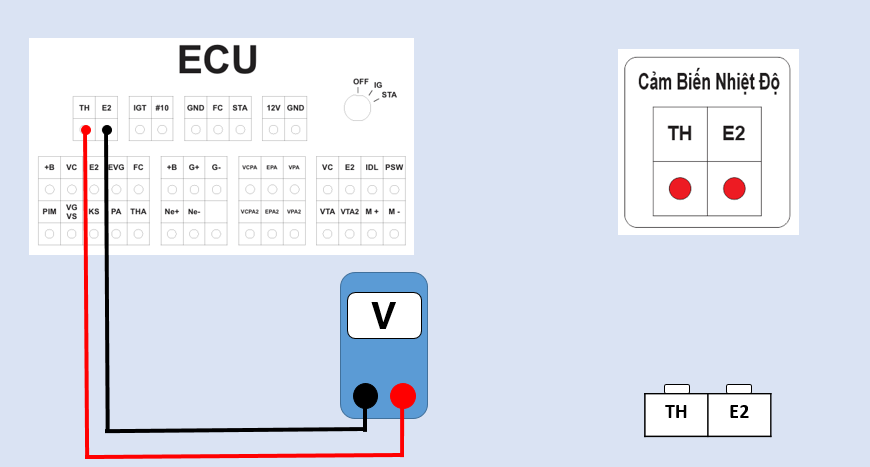 ECU
OFF
IG
STA
TH E2 IGT #10 GND FC STA 12V GND
+B VC E2 EVG FC +B G+ G- VCPA EPA VPA VC E2 IDL PSW
PIM VG VS KS PA THA Ne+ Ne- VCPA2 EPA2 VPA2 VTA VTA2 M + M -
V
Cảm Biến Nhiệt Độ
TH E2
TH E2